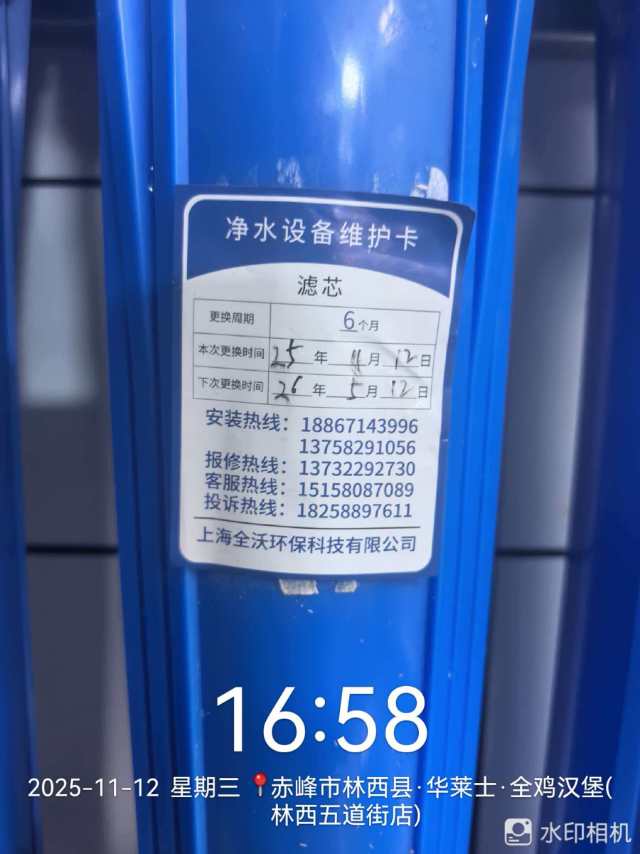 净水设备维护卡
滤芯
更换周期 6个月
本次更换时间 25年 11月 12日
下次更换时间 26年 5月 12日
安装热线：18867143996
13758291056
报修热线：13732292730
客服热线：15158087089
投诉热线：18258897611
上海全沃环保科技有限公司
16:58
2025-11-12 星期三 赤峰市林西县·华莱士·全鸡汉堡(
林西五道街店)
水印相机